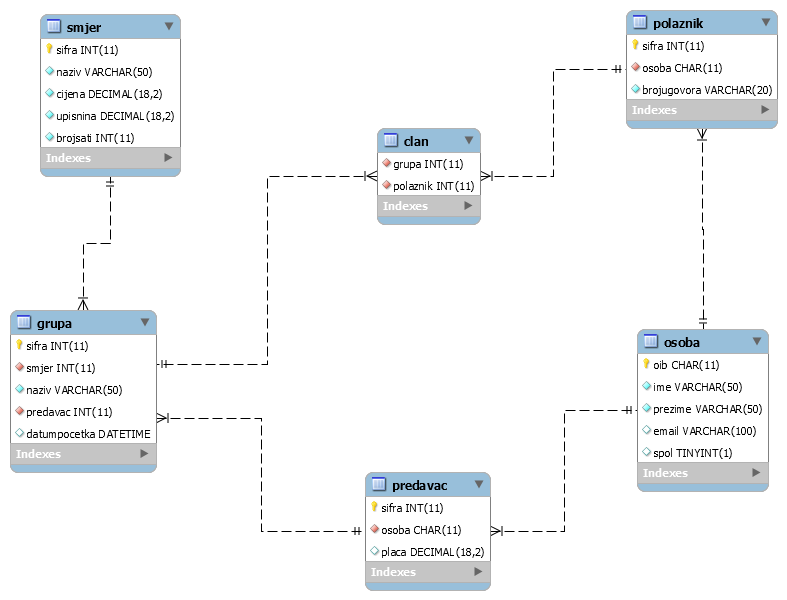 smjer
sifra INT(11)
naziv VARCHAR(50)
cijena DECIMAL(18,2)
upisnina DECIMAL(18,2)
brojsati INT(11)
Indexes
polaznik
sifra INT(11)
osoba CHAR(11)
brojugovora VARCHAR(20)
Indexes
clan
grupa INT(11)
polaznik INT(11)
Indexes
grupa
sifra INT(11)
smjer INT(11)
naziv VARCHAR(50)
predavac INT(11)
datumpocetka DATETIME
Indexes
osoba
oib CHAR(11)
ime VARCHAR(50)
prezime VARCHAR(50)
email VARCHAR(100)
spol TINYINT(1)
Indexes
predavac
sifra INT(11)
osoba CHAR(11)
placa DECIMAL(18,2)
Indexes